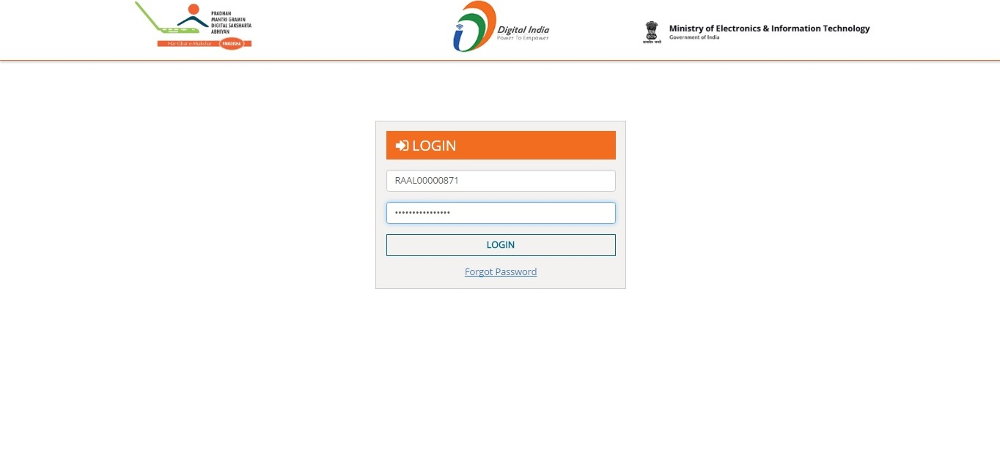 PRADHAN
MANTRI GRAMIN
DIGITAL SAKSHARTA
ABHIYAN
Har Ghar e-Shakshar PMGDISHA
Digital India
Power To Empower
Ministry of Electronics & Information Technology
Government of India
सत्यमेव जयते
LOGIN
RAAL00000871
••••••••••••••••
LOGIN
Forgot Password